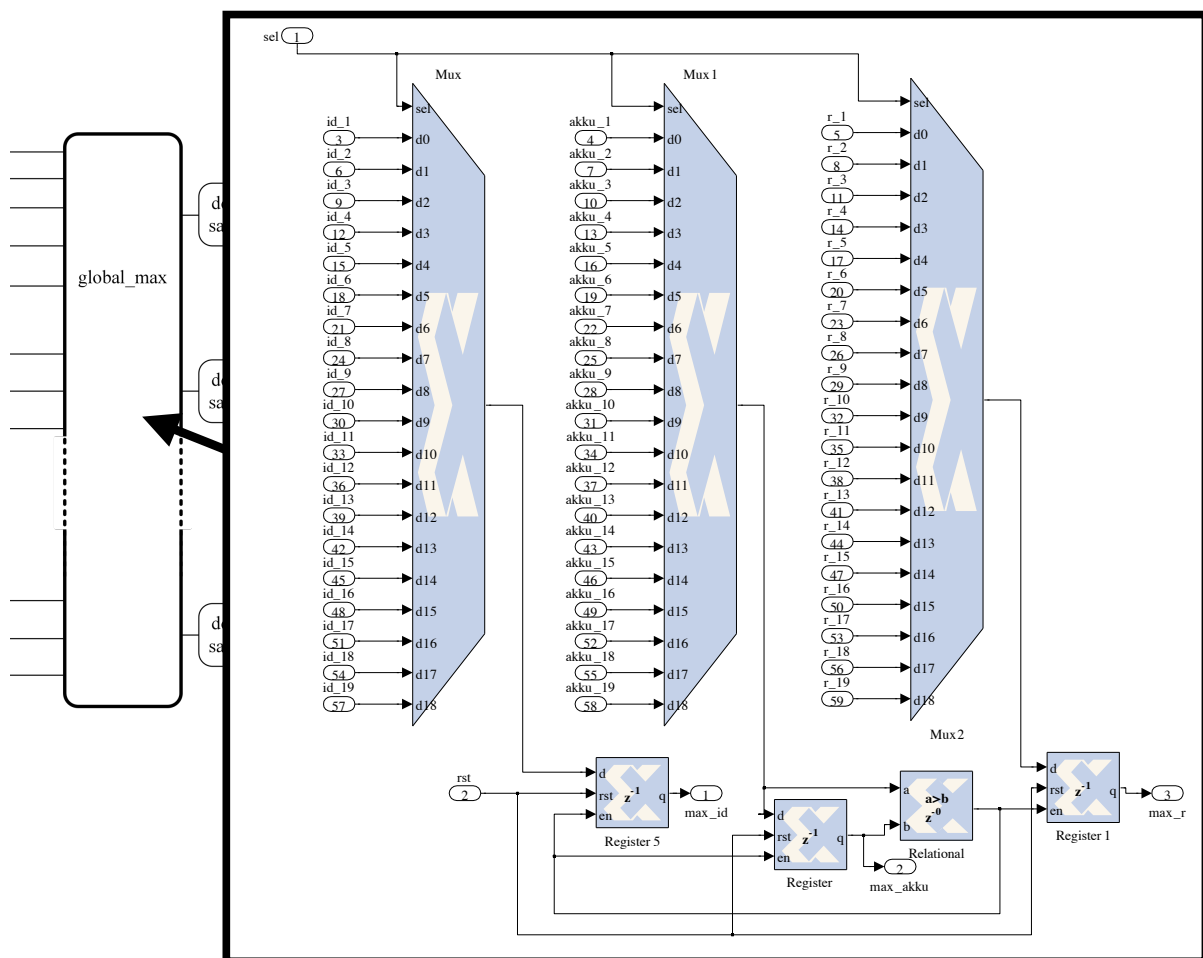 sel 1
Mux
Mux1
sel
sel
sel
id_1
3
d0
id_2
6
d1
id_3
9
d2
id_4
12
d3
id_5
15
d4
id_6
18
d5
id_7
21
d6
id_8
24
d7
id_9
27
d8
id_10
30
d9
id_11
33
d10
id_12
36
d11
id_13
39
d12
id_14
42
d13
id_15
45
d14
id_16
48
d15
id_17
51
d16
id_18
54
d17
id_19
57
d18
akku_1
4
d0
akku_2
7
d1
akku_3
10
d2
akku_4
13
d3
akku_5
16
d4
akku_6
19
d5
akku_7
22
d6
akku_8
25
d7
akku_9
28
d8
akku_10
31
d9
akku_11
34
d10
akku_12
37
d11
akku_13
40
d12
akku_14
43
d13
akku_15
46
d14
akku_16
49
d15
akku_17
52
d16
akku_18
55
d17
akku_19
58
d18
r_1
5
d0
r_2
8
d1
r_3
11
d2
r_4
14
d3
r_5
17
d4
r_6
20
d5
r_7
23
d6
r_8
26
d7
r_9
29
d8
r_10
32
d9
r_11
35
d10
r_12
38
d11
r_13
41
d12
r_14
44
d13
r_15
47
d14
r_16
50
d15
r_17
53
d16
r_18
56
d17
r_19
59
d18
Mux2
global_max
rst
2
d
rst
en
z-1
q
Register 5
1
max_id
d
rst
en
z-1
q
Register
2
max_akku
a
b
a>b
z-0
Relational
d
rst
en
z-1
q
Register 1
3
max_r